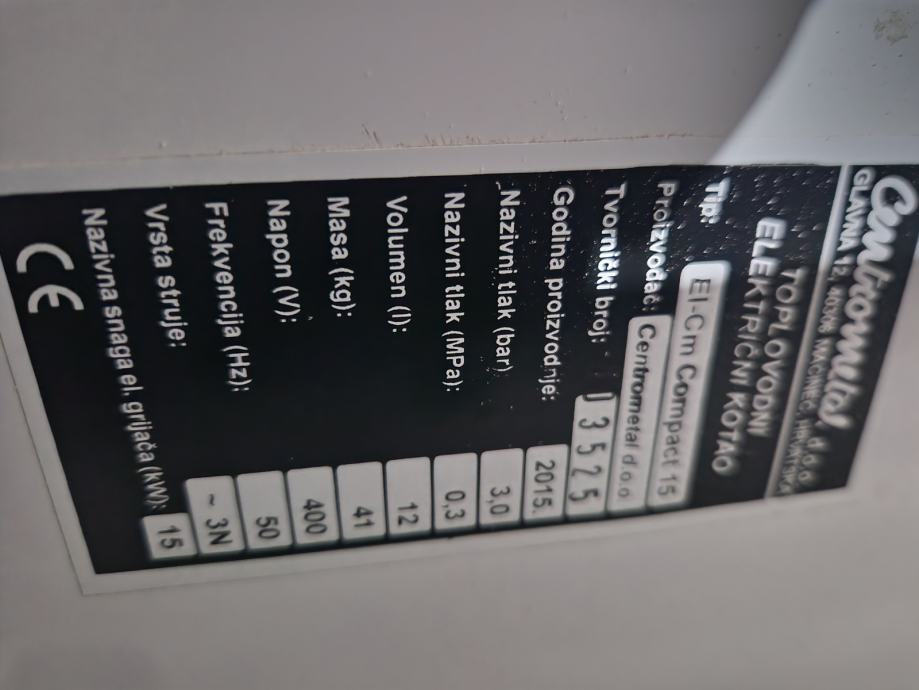 Centrometal d.o.o.
GLAVNA 12, 40306 MACINEC, HRVATSKA
TOPLOVODNI
ELEKTRIČNI KOTAO
Tip: El-Cm Compact 15
Proizvođač: Centrometal d.o.o
Tvornički broj: 03525
Godina proizvodnje: 2015.
Nazivni tlak (bar) 3,0
Nazivni tlak (MPa): 0,3
Volumen (l): 12
Masa (kg): 41
Napon (V): 400
Frekvencija (Hz): 50
Vrsta struje: ~ 3N
Nazivna snaga el. grijača (kW): 15
CE